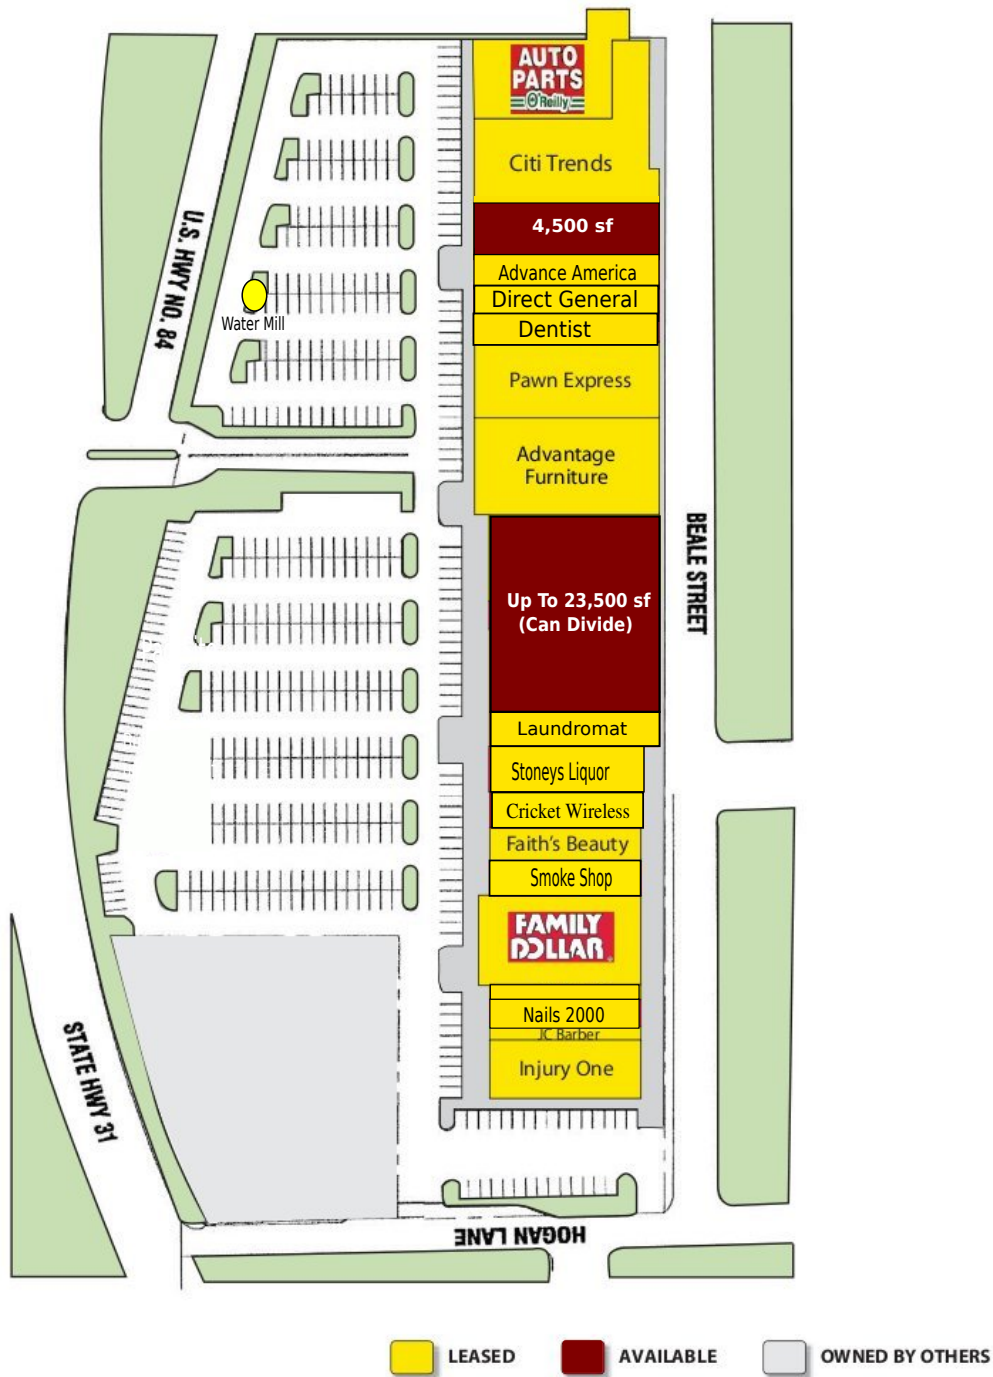 AUTO
PARTS
O'Reilly
Citi Trends
4,500 sf
Advance America
Direct General
Dentist
Pawn Express
Advantage
Furniture
Up To 23,500 sf
(Can Divide)
Laundromat
Stoneys Liquor
Cricket Wireless
Faith's Beauty
Smoke Shop
FAMILY
DOLLAR
Nails 2000
JC Barber
Injury One
U.S. HWY NO. 84
Water Mill
BEALE STREET
STATE HWY 31
HOGAN LANE
LEASED
AVAILABLE
OWNED BY OTHERS